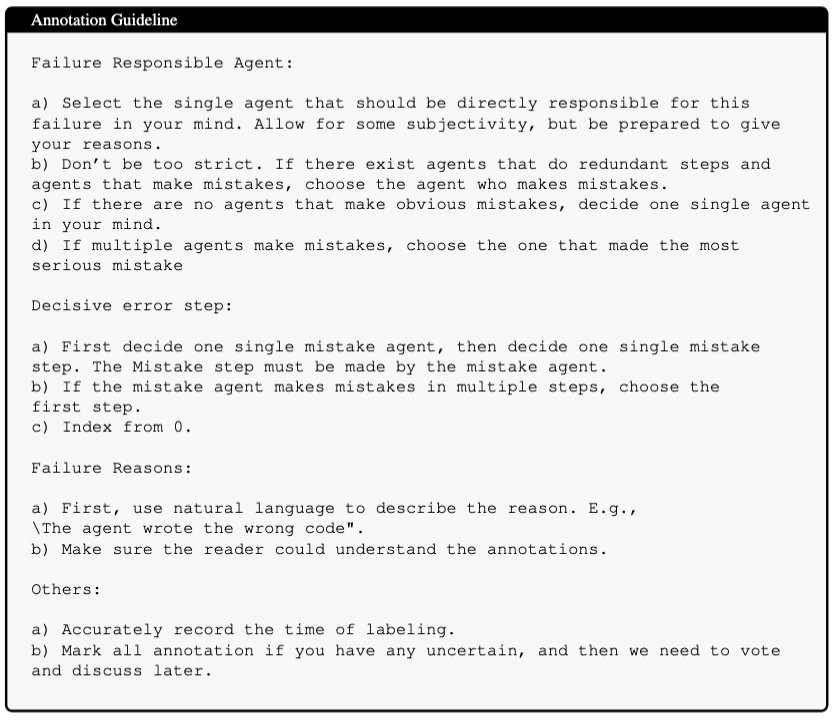 Annotation Guideline
Failure Responsible Agent:
a) Select the single agent that should be directly responsible for this
failure in your mind. Allow for some subjectivity, but be prepared to give
your reasons.
b) Don’t be too strict. If there exist agents that do redundant steps and
agents that make mistakes, choose the agent who makes mistakes.
c) If there are no agents that make obvious mistakes, decide one single agent
in your mind.
d) If multiple agents make mistakes, choose the one that made the most
serious mistake
Decisive error step:
a) First decide one single mistake agent, then decide one single mistake
step. The Mistake step must be made by the mistake agent.
b) If the mistake agent makes mistakes in multiple steps, choose the
first step.
c) Index from 0.
Failure Reasons:
a) First, use natural language to describe the reason. E.g.,
\The agent wrote the wrong code".
b) Make sure the reader could understand the annotations.
Others:
a) Accurately record the time of labeling.
b) Mark all annotation if you have any uncertain, and then we need to vote
and discuss later.